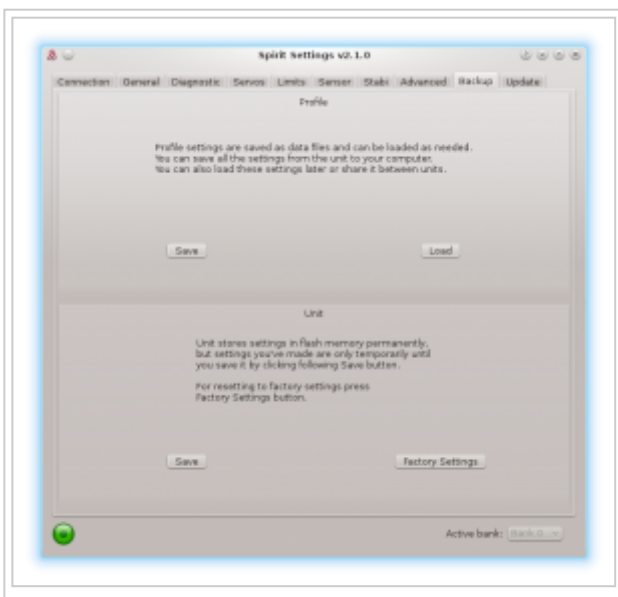 Spirit Settings v2.1.0
Connection General Diagnostic Servos Limits Sensor Stabi Advanced Backup Update
Profile
Profile settings are saved as data files and can be loaded as needed.
You can save all the settings from the unit to your computer.
You can also load these settings later or share it between units.
Save Load
Unit
Unit stores settings in flash memory permanently,
but settings you've made are only temporarily until
you save it by clicking following Save button.
For resetting to factory settings press
Factory Settings button.
Save Factory Settings
Active bank: Bank 0